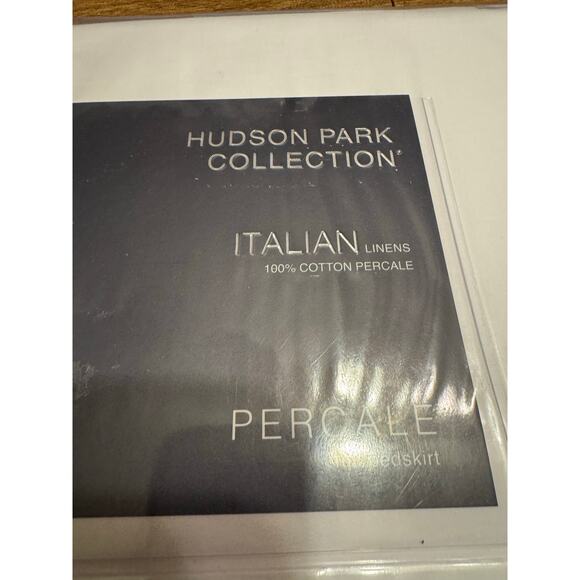 HUDSON PARK
COLLECTION
ITALIAN LINENS
100% COTTON PERCALE
PERCALE